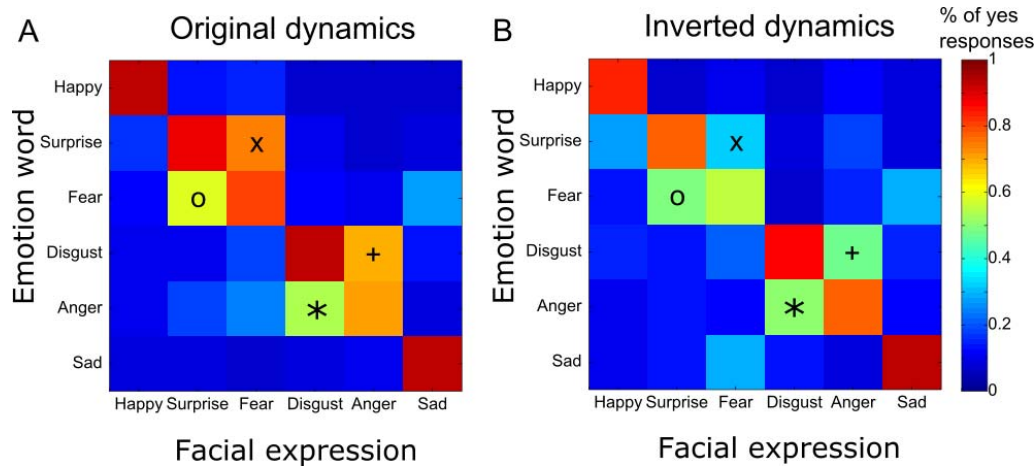 A
Original dynamics
Emotion word
Happy
Surprise
Fear
Disgust
Anger
Sad
x
o
+
*
Happy Surprise Fear Disgust Anger Sad
Facial expression
B
Inverted dynamics
Emotion word
Happy
Surprise
Fear
Disgust
Anger
Sad
x
o
+
*
Happy Surprise Fear Disgust Anger Sad
Facial expression
% of yes
responses
1
0.8
0.6
0.4
0.2
0